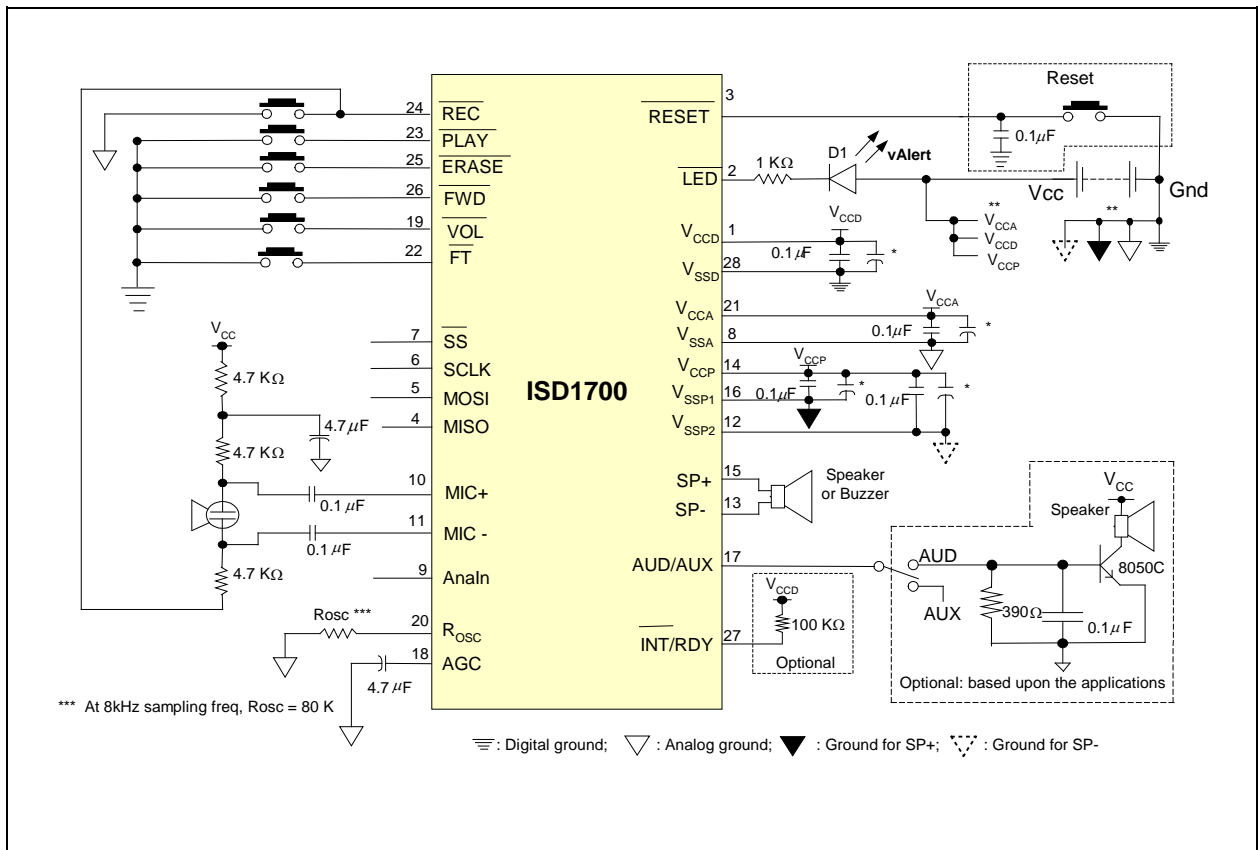 Reset
3
24
REC
RESET
0.1µF
23
PLAY
D1
vAlert
25
ERASE
1 KΩ
2
LED
26
FWD
Vcc
Gnd
19
VOL
**
**
VCCA
VCCD
VCCP
22
FT
VCCD
VCCD
1
0.1µF
*
VSSD
28
VCCA
VCCA
21
0.1µF
*
VSSA
8
VCC
7
SS
6
SCLK
4.7 KΩ
VCCP
VCCP
14
5
MOSI
ISD1700
0.1µF
*
0.1µF
*
VSSP1
16
4
MISO
4.7µF
VSSP2
12
4.7 KΩ
10
MIC+
0.1µF
SP+
15
Speaker
or Buzzer
SP-
13
VCC
Speaker
11
MIC -
0.1µF
AUD/AUX
17
AUD
8050C
9
AnaIn
4.7 KΩ
AUX
VCCD
390Ω
0.1µF
Rosc ***
20
ROSC
100 KΩ
INT/RDY
27
Optional
18
AGC
4.7µF
Optional: based upon the applications
*** At 8kHz sampling freq, Rosc = 80 K
: Digital ground; : Analog ground; : Ground for SP+; : Ground for SP-